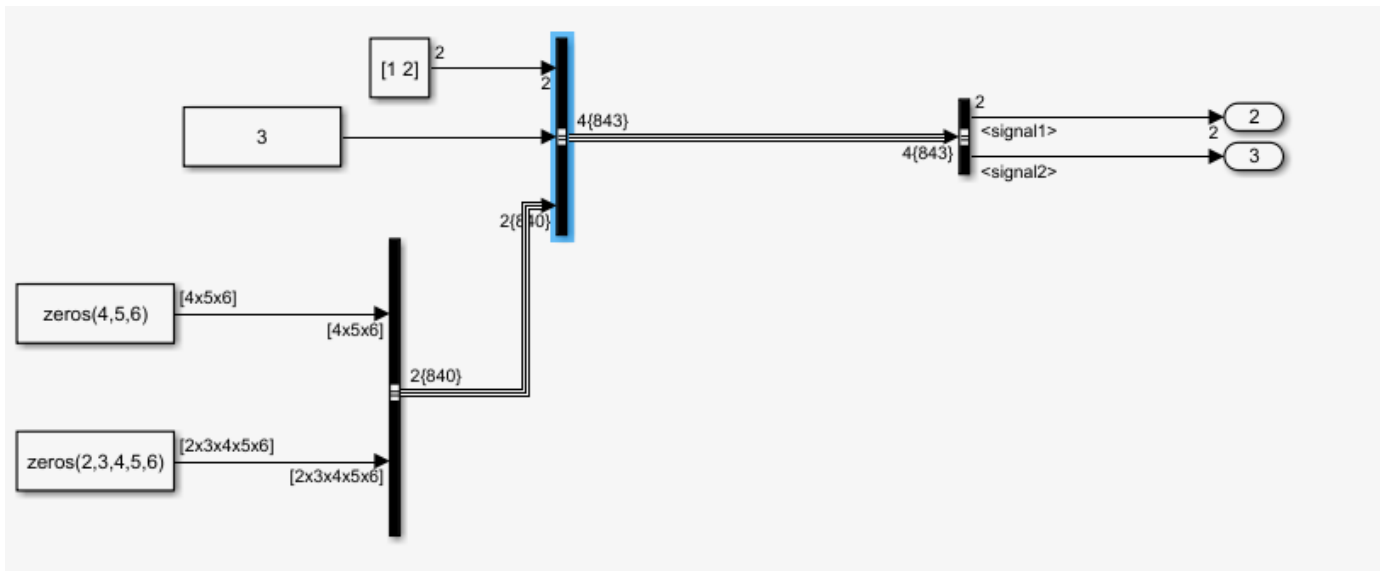 [1 2]
2
2
3
4{843}
4{843}
2
<signal1>
2
2
<signal2>
3
2{840}
zeros(4,5,6)
[4x5x6]
[4x5x6]
2{840}
zeros(2,3,4,5,6)
[2x3x4x5x6]
[2x3x4x5x6]